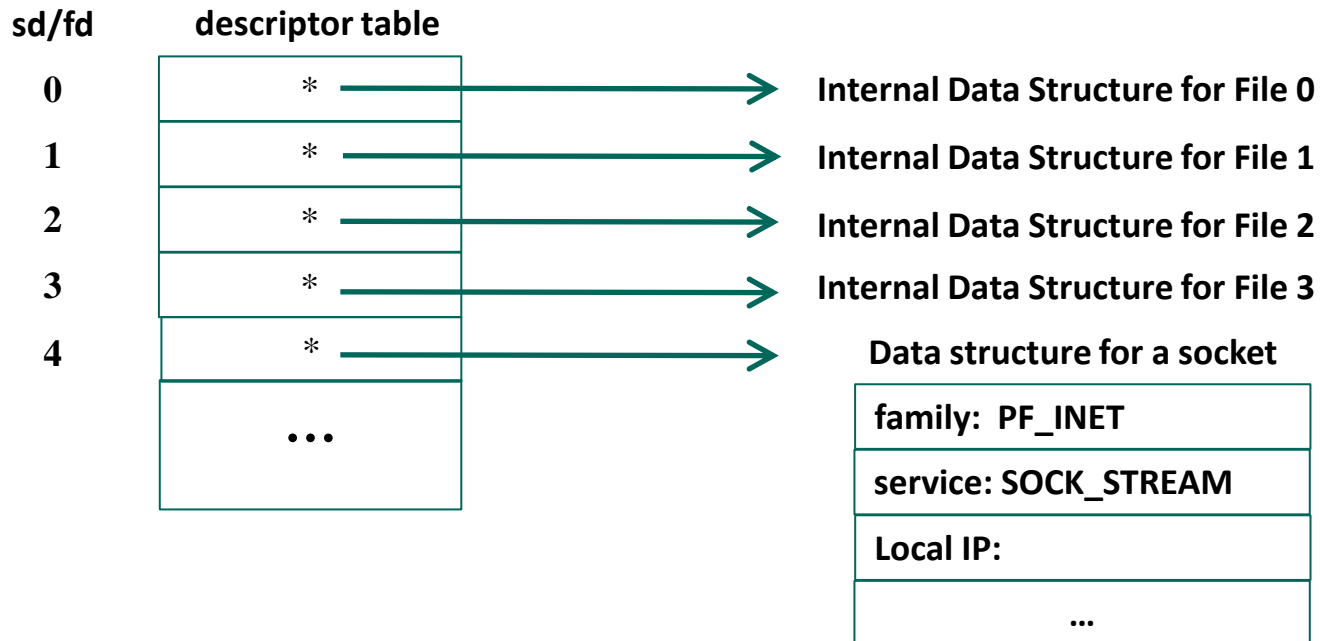 sd/fd descriptor table
0 * Internal Data Structure for File 0
1 * Internal Data Structure for File 1
2 * Internal Data Structure for File 2
3 * Internal Data Structure for File 3
4 * Data structure for a socket
family: PF_INET
...
service: SOCK_STREAM
Local IP:
...